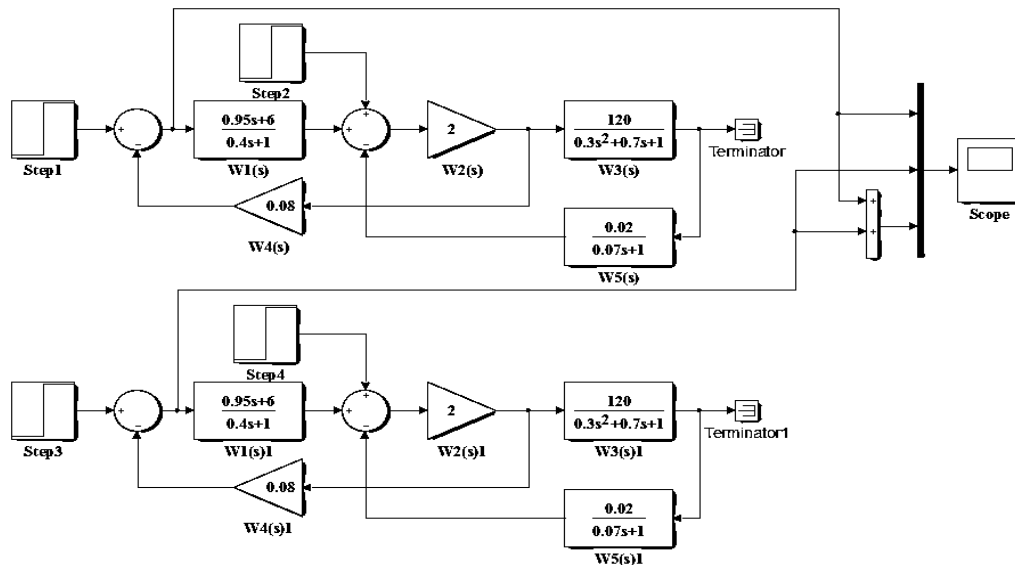 Step2
Step1
+
−
0.95s+6
0.4s+1
W1(s)
+
+
−
2
W2(s)
120
0.3s²+0.7s+1
W3(s)
Terminator
0.08
W4(s)
0.02
0.07s+1
W5(s)
+
+
Scope
Step4
Step3
+
−
0.95s+6
0.4s+1
W1(s)1
+
+
−
2
W2(s)1
120
0.3s²+0.7s+1
W3(s)1
Terminator1
0.08
W4(s)1
0.02
0.07s+1
W5(s)1